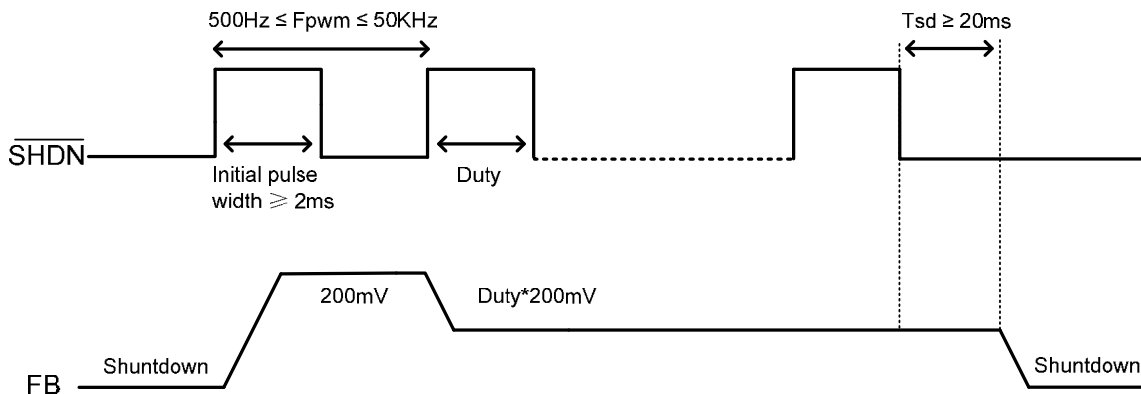 500Hz ≤ Fpwm ≤ 50KHz
Tsd ≥ 20ms
SHDN
Initial pulse
width ≥ 2ms
Duty
200mV
Duty*200mV
Shuntdown
Shuntdown
FB